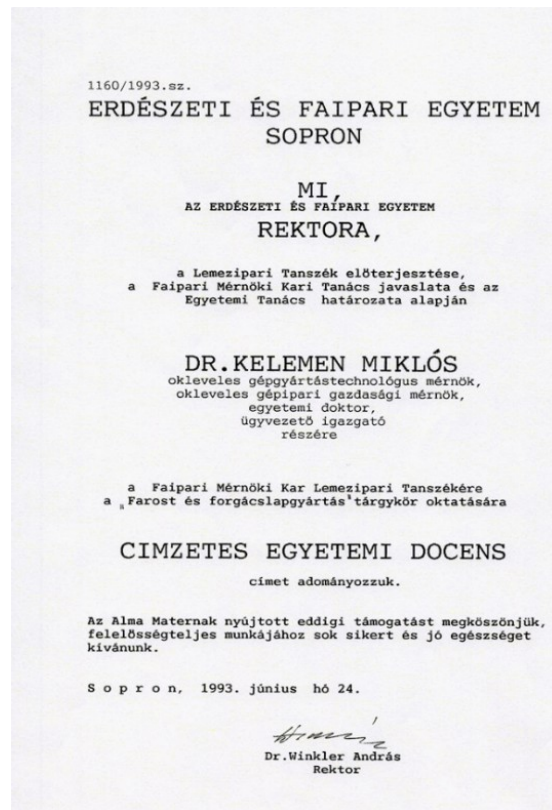 1160/1993.sz.
ERDÉSZETI ÉS FAIPARI EGYETEM
SOPRON
MI,
AZ ERDÉSZETI ÉS FAIPARI EGYETEM
REKTORA,
a Lemezipari Tanszék előterjesztése,
a Faipari Mérnöki Kari Tanács javaslata és az
Egyetemi Tanács határozata alapján
DR.KELEMEN MIKLÓS
okleveles gépgyártástechnológus mérnök,
okleveles gépipari gazdasági mérnök,
egyetemi doktor,
ügyvezető igazgató
részére
a Faipari Mérnöki Kar Lemezipari Tanszékére
a "Farost és forgácslapgyártás" tárgykör oktatására
CIMZETES EGYETEMI DOCENS
címet adományozzuk.
Az Alma Maternak nyújtott eddigi támogatást megköszönjük,
felelősségteljes munkájához sok sikert és jó egészséget
kívánunk.
S o p r o n, 1993. június hó 24.
Dr.Winkler András
Rektor